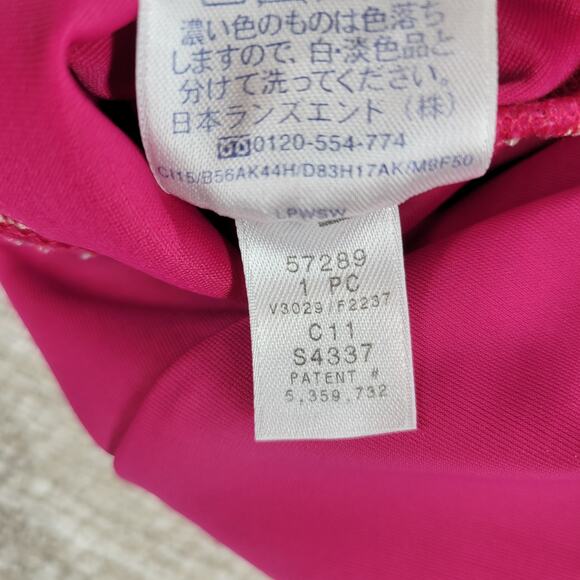 濃い色のものは色落ち
しますので、白・淡色品と
分けて洗ってください。
日本ランズエンド（株）
0120-554-774
CI15/B56AK44H/D83H17AK/M9F50
LPWSW
57289
1 PC
V3029/F2237
C11
S4337
PATENT #
5,359,732